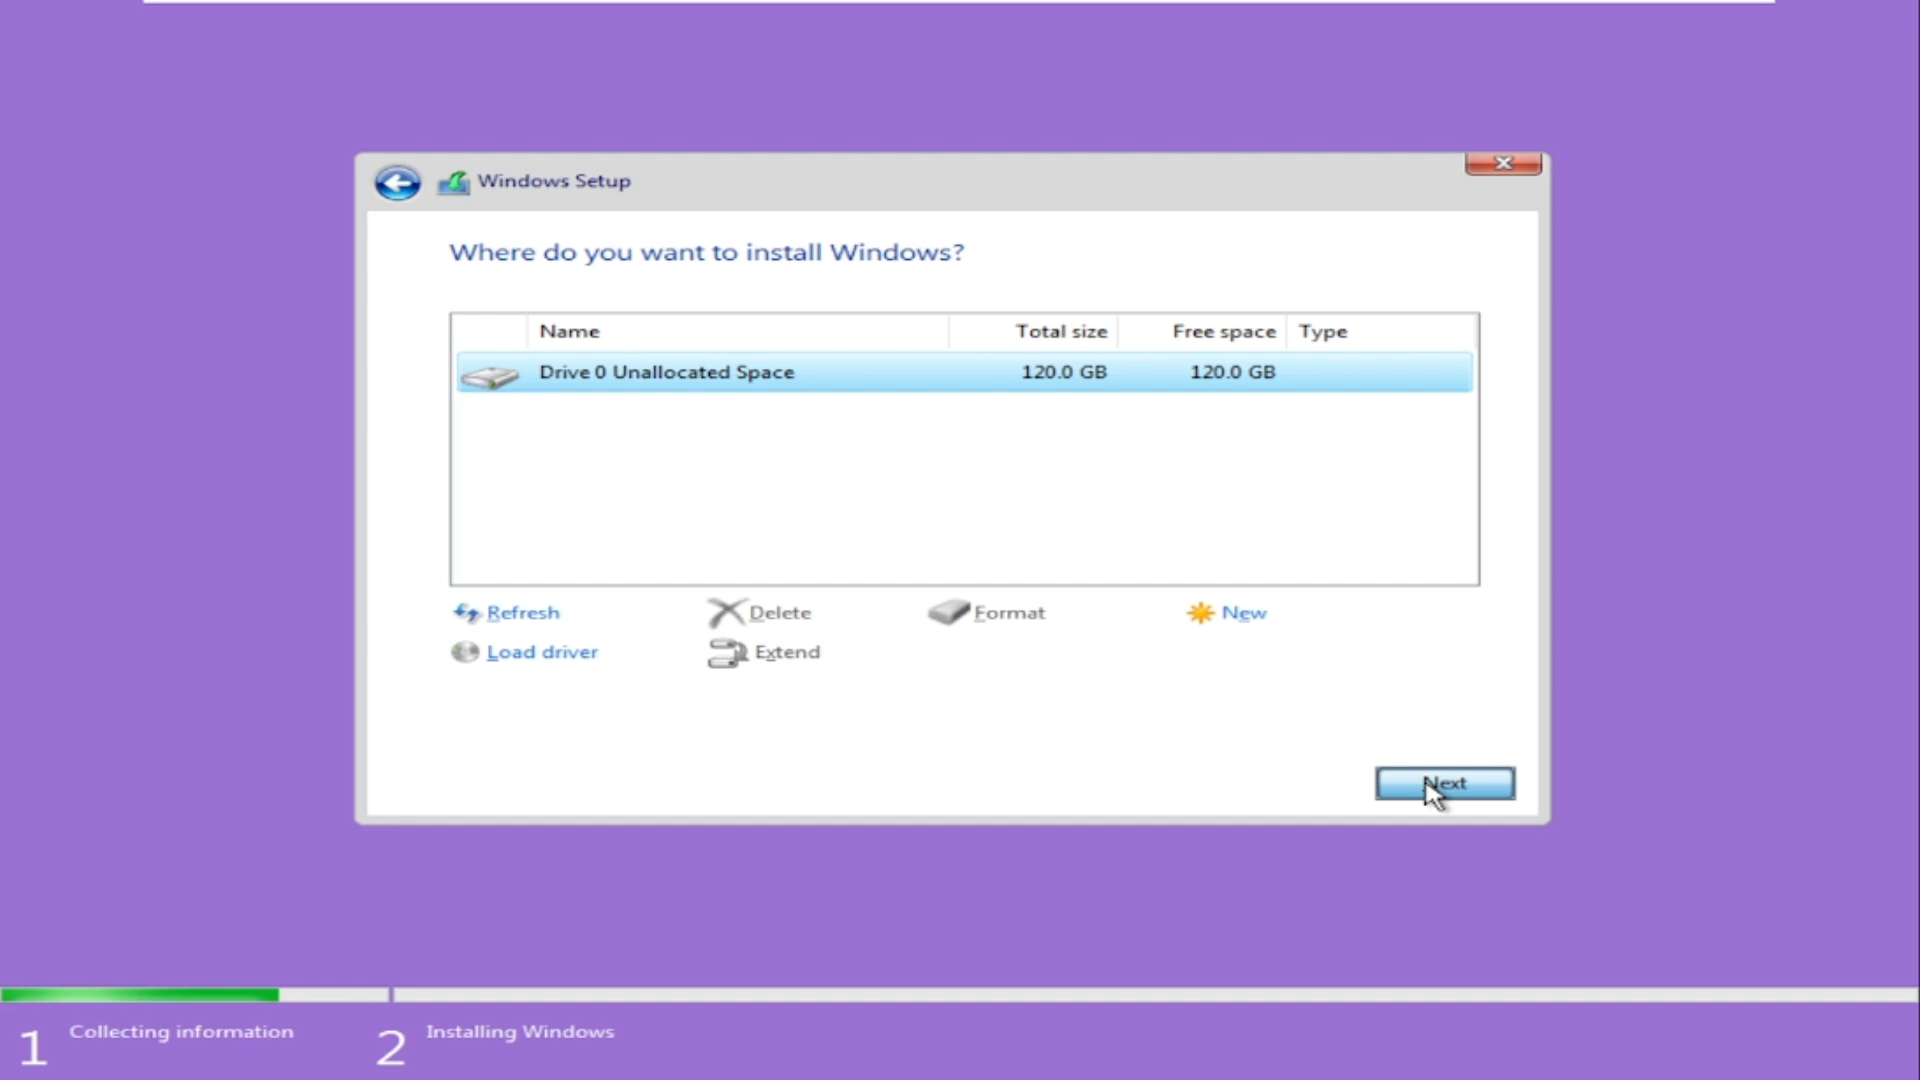 Windows Setup
Where do you want to install Windows?
Name Total size Free space Type
Drive 0 Unallocated Space 120.0 GB 120.0 GB
Refresh Delete Format New
Load driver Extend
Next
1 Collecting information 2 Installing Windows